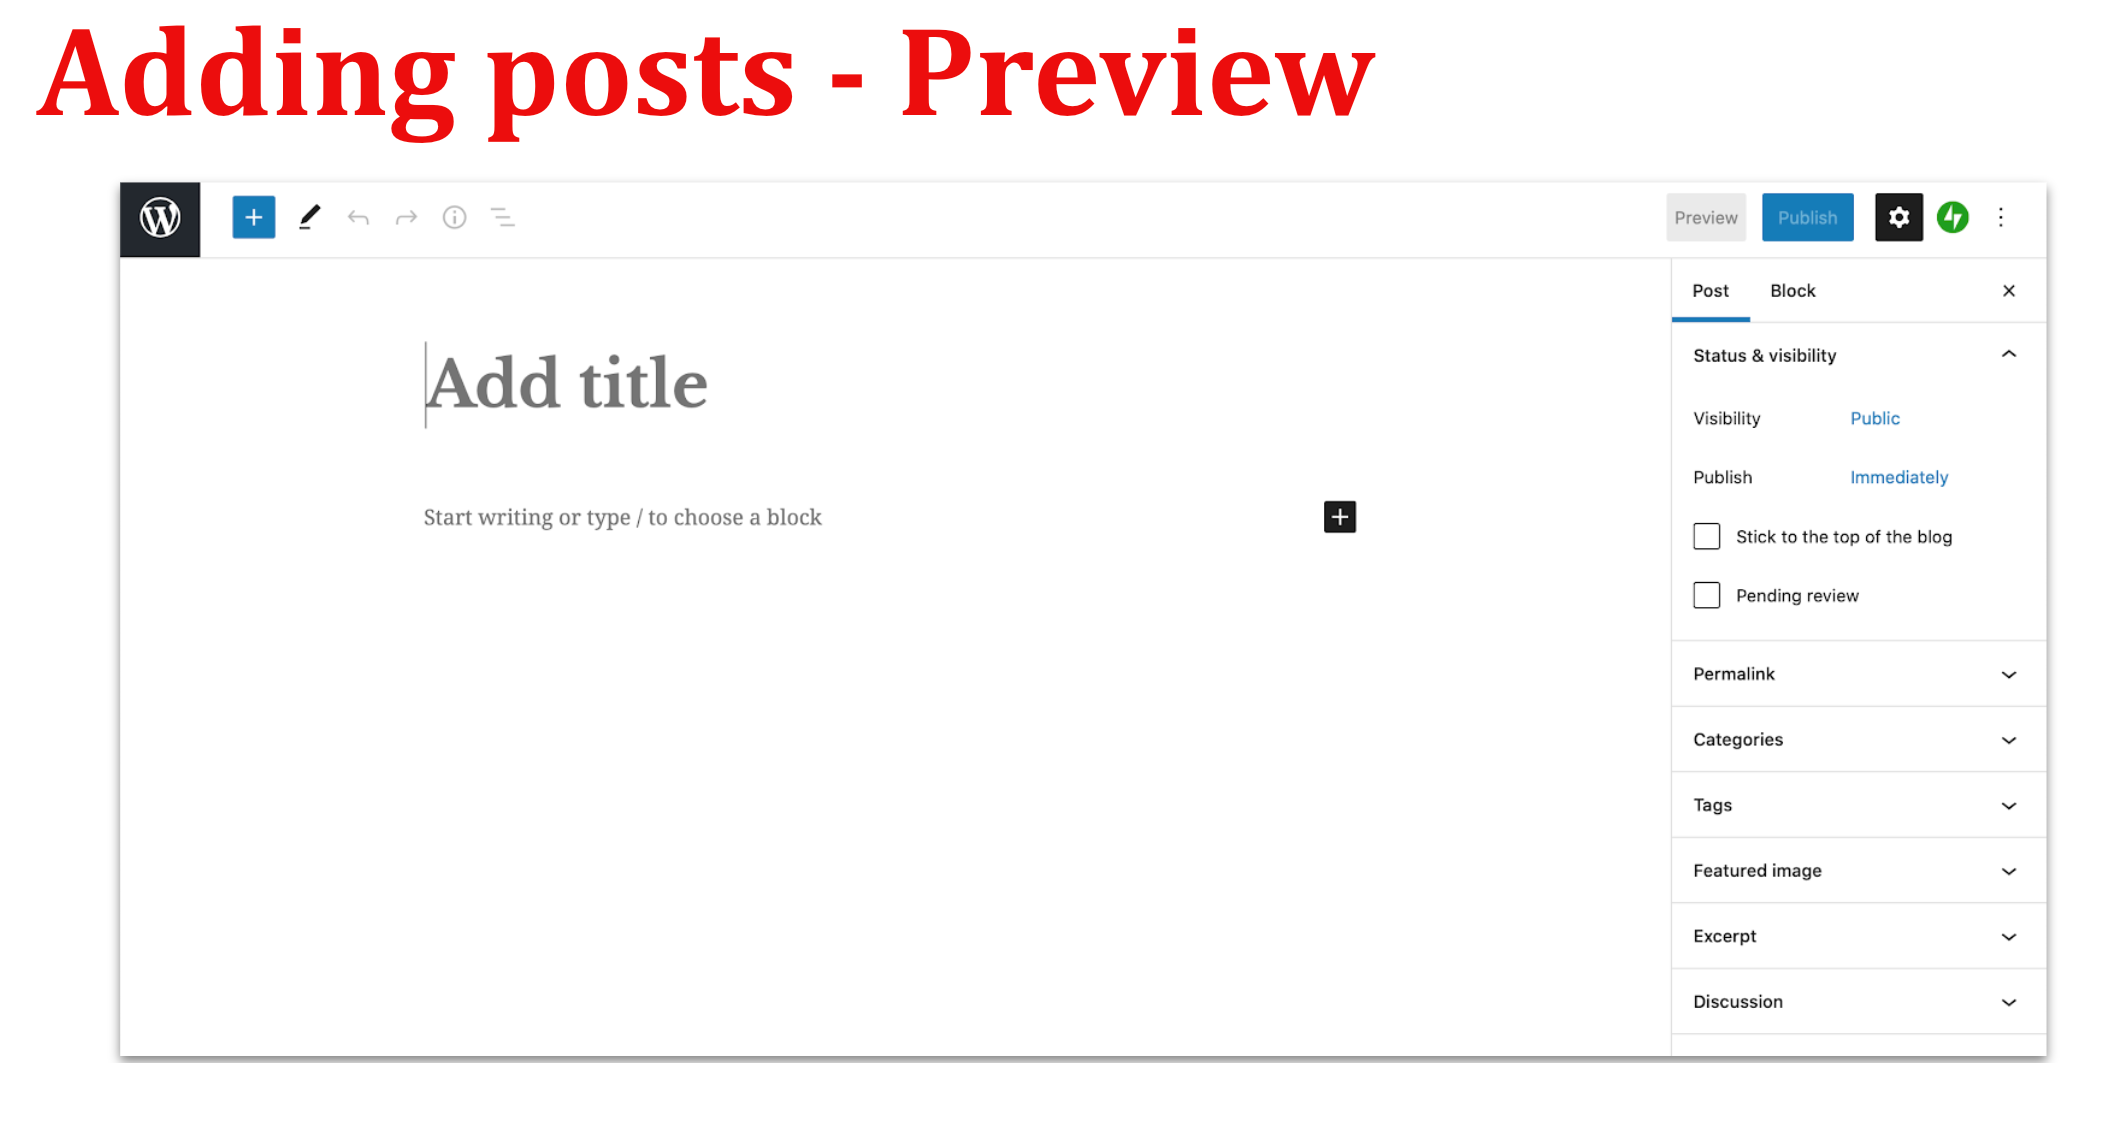 Adding posts - Preview
Preview
Publish
Post
Block
Add title
Start writing or type / to choose a block
Status & visibility
Visibility
Public
Publish
Immediately
Stick to the top of the blog
Pending review
Permalink
Categories
Tags
Featured image
Excerpt
Discussion